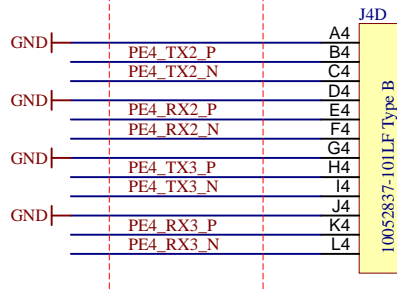 J4D
GND A4
PE4_TX2_P B4
PE4_TX2_N C4
GND D4
PE4_RX2_P E4
PE4_RX2_N F4
GND G4
PE4_TX3_P H4
PE4_TX3_N I4
GND J4
PE4_RX3_P K4
PE4_RX3_N L4
10052837-101LF Type B